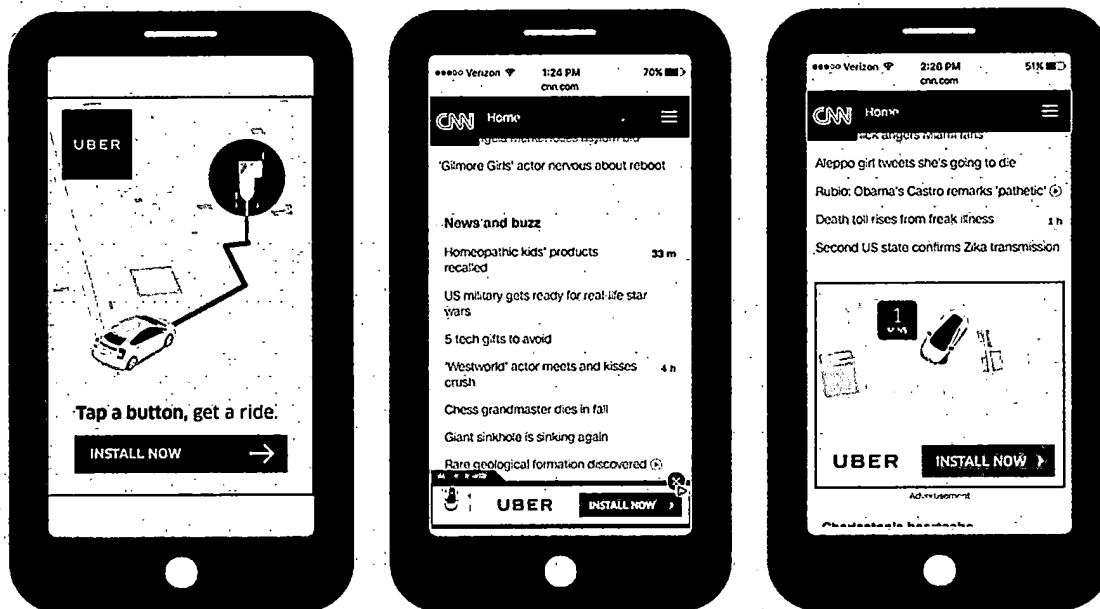 UBER
Tap a button, get a ride.
INSTALL NOW
Verizon 1:24 PM 70%
cnn.com
CNN Home
'Gilmore Girls' actor nervous about reboot
News and buzz
Homeopathic kids' products 33 m
recalled
US military gets ready for real-life star
wars
5 tech gifts to avoid
'Westworld' actor meets and kisses 4 h
crush
Chess grandmaster dies in fall
Giant sinkhole is sinking again
Rare geological formation discovered
UBER INSTALL NOW
Verizon 2:28 PM 51%
cnn.com
CNN Home
angers Miami fans
Aleppo girl tweets she's going to die
Rubio: Obama's Castro remarks 'pathetic'
Death toll rises from freak illness 1 h
Second US state confirms Zika transmission
1
MINS
UBER INSTALL NOW
Advertisement